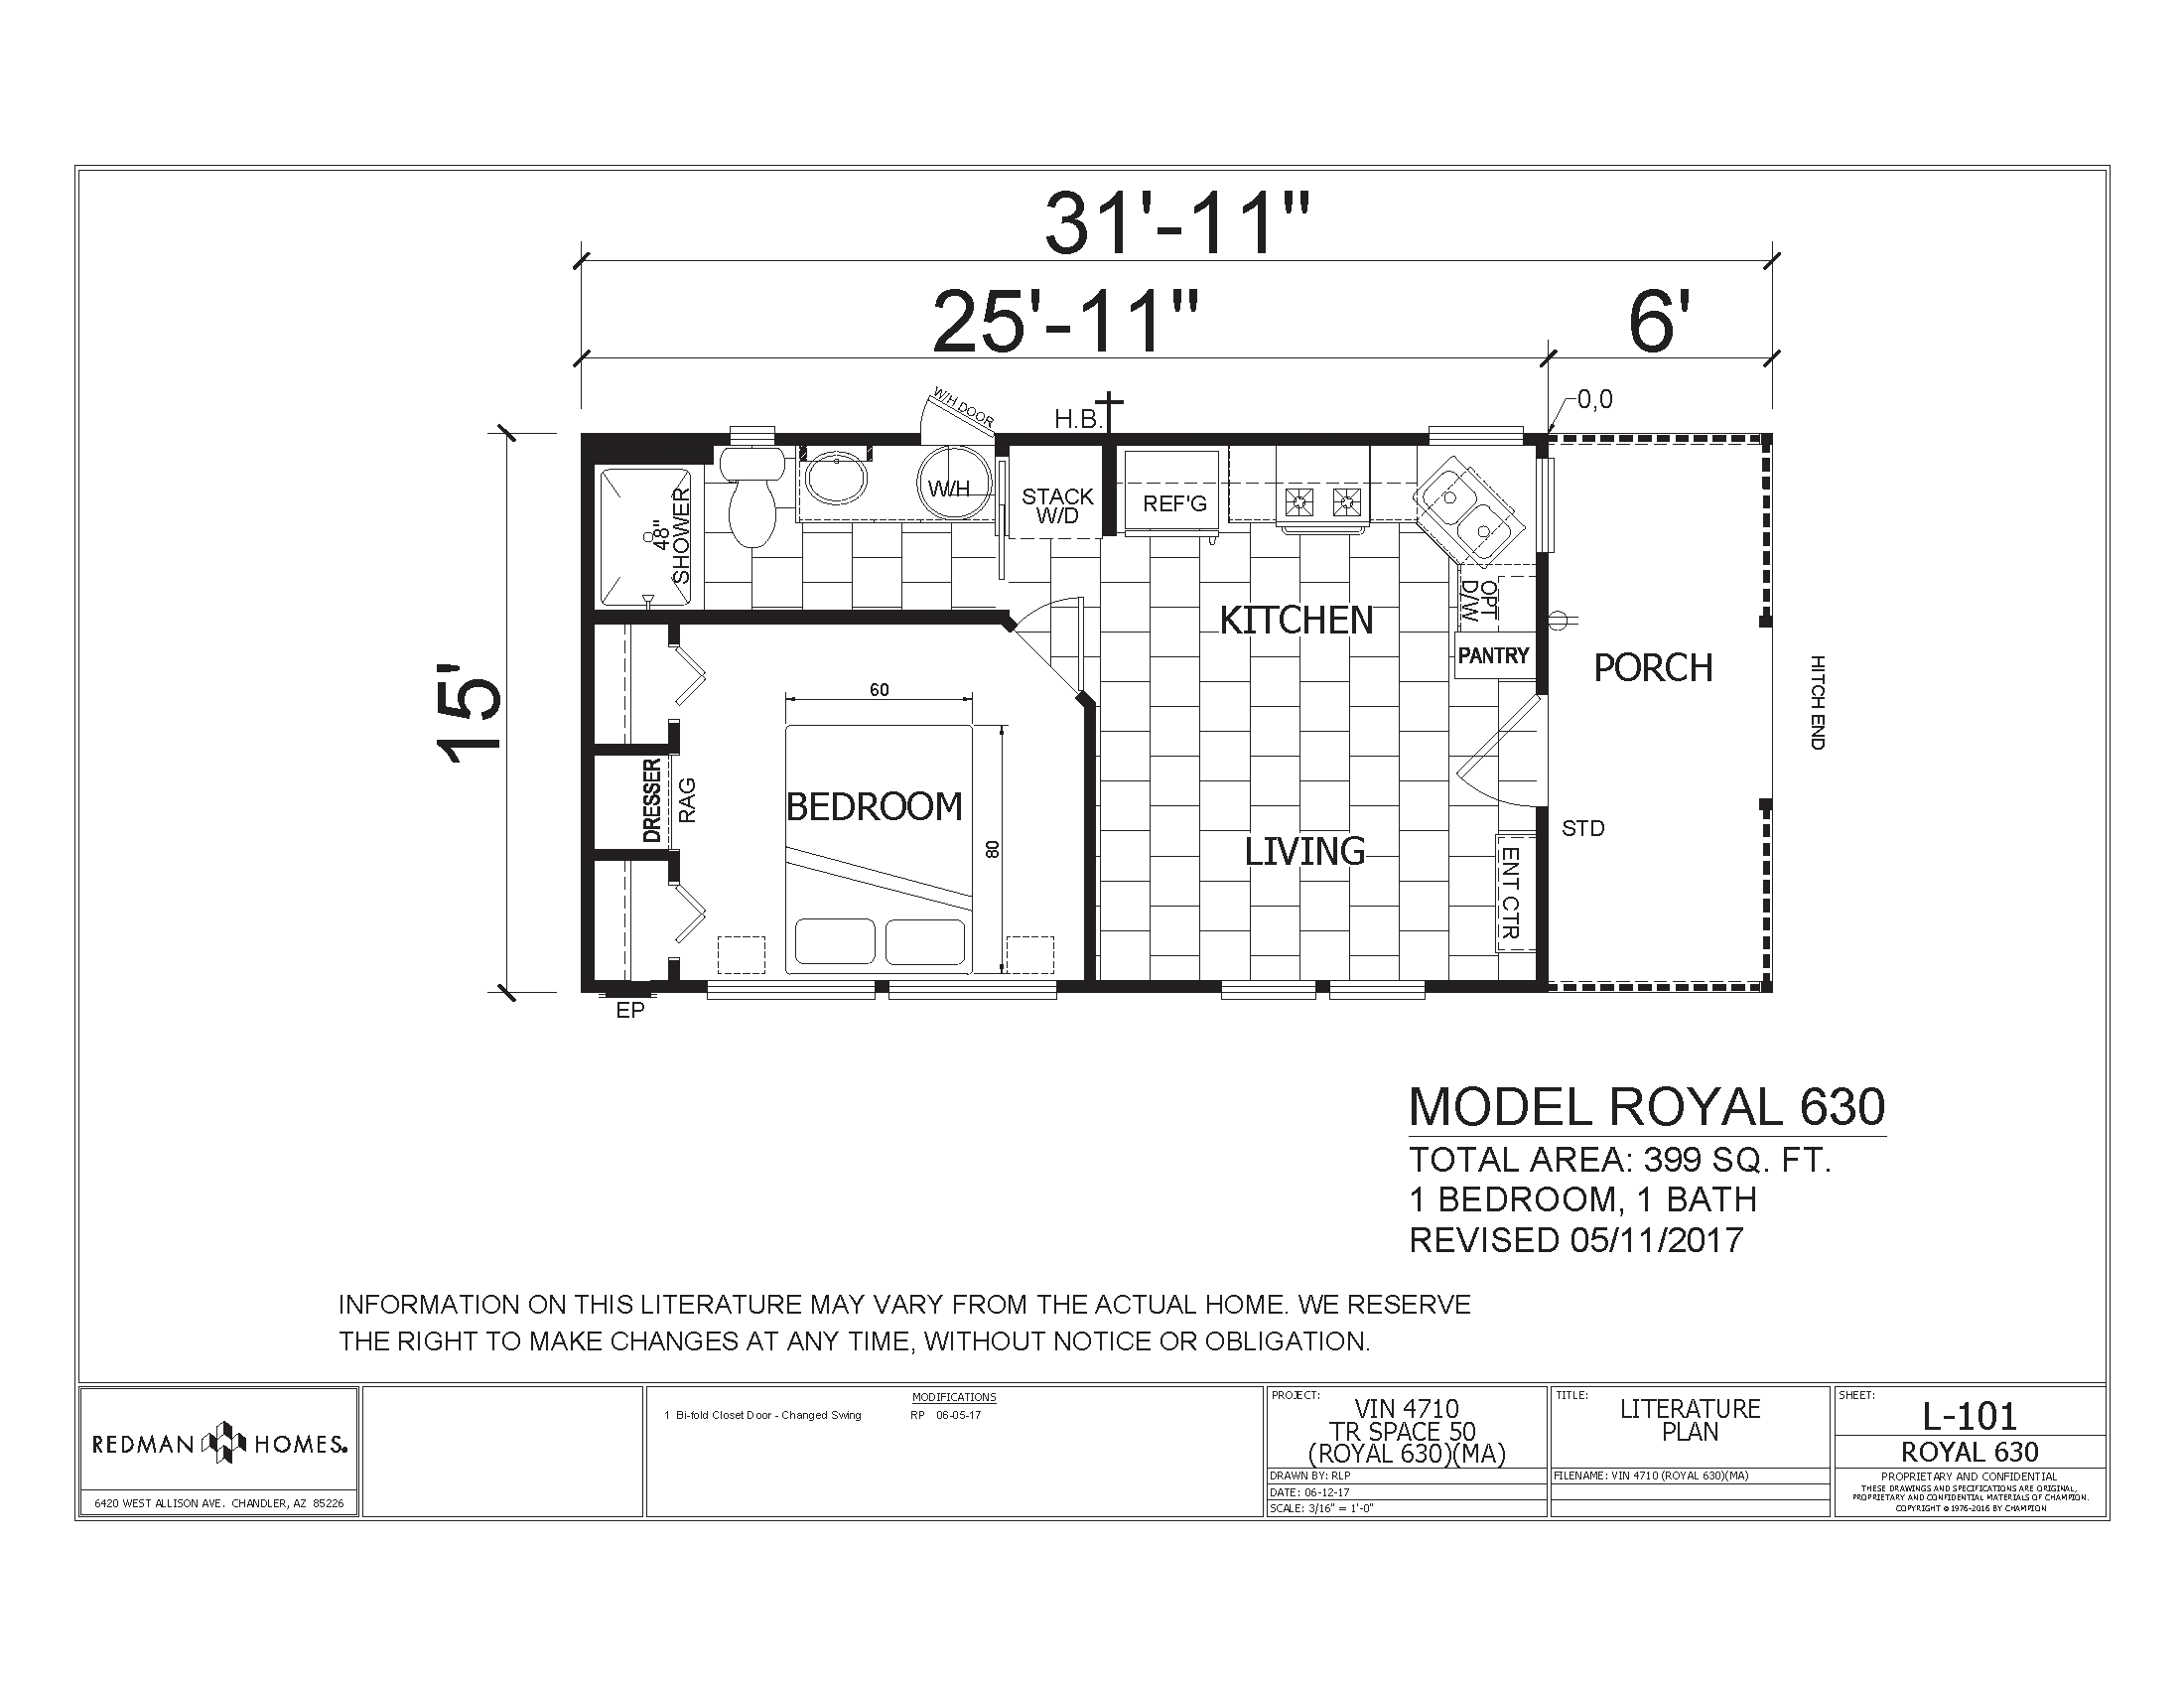 31'-11"
25'-11"
6'
W/H DOOR
H.B.
0,0
15'
48"
SHOWER
W/H
STACK
W/D
REF'G
OPT
D/W
KITCHEN
PANTRY
PORCH
HITCH END
60
80
DRESSER
RAG
BEDROOM
LIVING
STD
ENT CTR
EP
MODEL ROYAL 630
TOTAL AREA: 399 SQ. FT.
1 BEDROOM, 1 BATH
REVISED 05/11/2017
INFORMATION ON THIS LITERATURE MAY VARY FROM THE ACTUAL HOME. WE RESERVE
THE RIGHT TO MAKE CHANGES AT ANY TIME, WITHOUT NOTICE OR OBLIGATION.
REDMAN HOMES®
6420 WEST ALLISON AVE. CHANDLER, AZ 85226
MODIFICATIONS
1 Bi-fold Closet Door - Changed Swing RP 06-05-17
PROJECT:
VIN 4710
TR SPACE 50
(ROYAL 630)(MA)
DRAWN BY: RLP
DATE: 06-12-17
SCALE: 3/16" = 1'-0"
TITLE:
LITERATURE
PLAN
FILENAME: VIN 4710 (ROYAL 630)(MA)
SHEET:
L-101
ROYAL 630
PROPRIETARY AND CONFIDENTIAL
THESE DRAWINGS AND SPECIFICATIONS ARE ORIGINAL,
PROPRIETARY AND CONFIDENTIAL MATERIALS OF CHAMPION.
COPYRIGHT © 1976-2016 BY CHAMPION